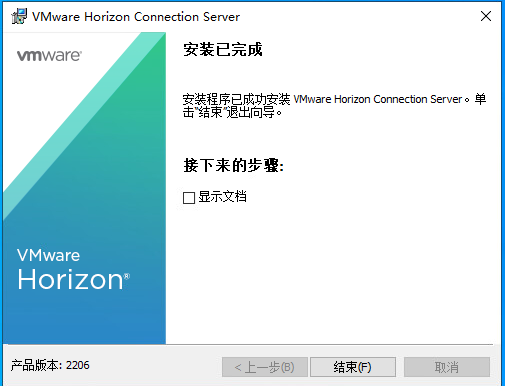 VMware Horizon Connection Server
vmware®
安装已完成
安装程序已成功安装 VMware Horizon Connection Server。单
击"结束"退出向导。
接下来的步骤:
显示文档
VMware
Horizon®
产品版本: 2206
< 上一步(B)
结束(F)
取消